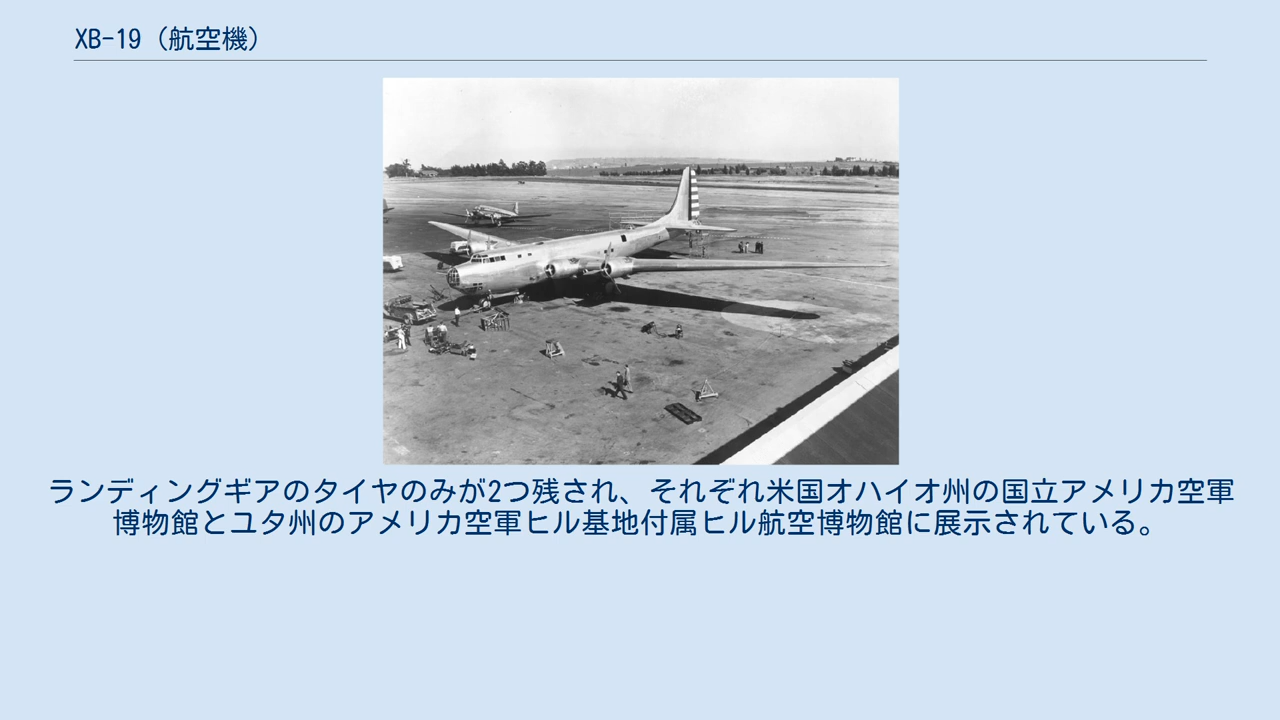 XB-19（航空機）
ランディングギアのタイヤのみが2つ残され、それぞれ米国オハイオ州の国立アメリカ空軍
博物館とユタ州のアメリカ空軍ヒル基地付属ヒル航空博物館に展示されている。